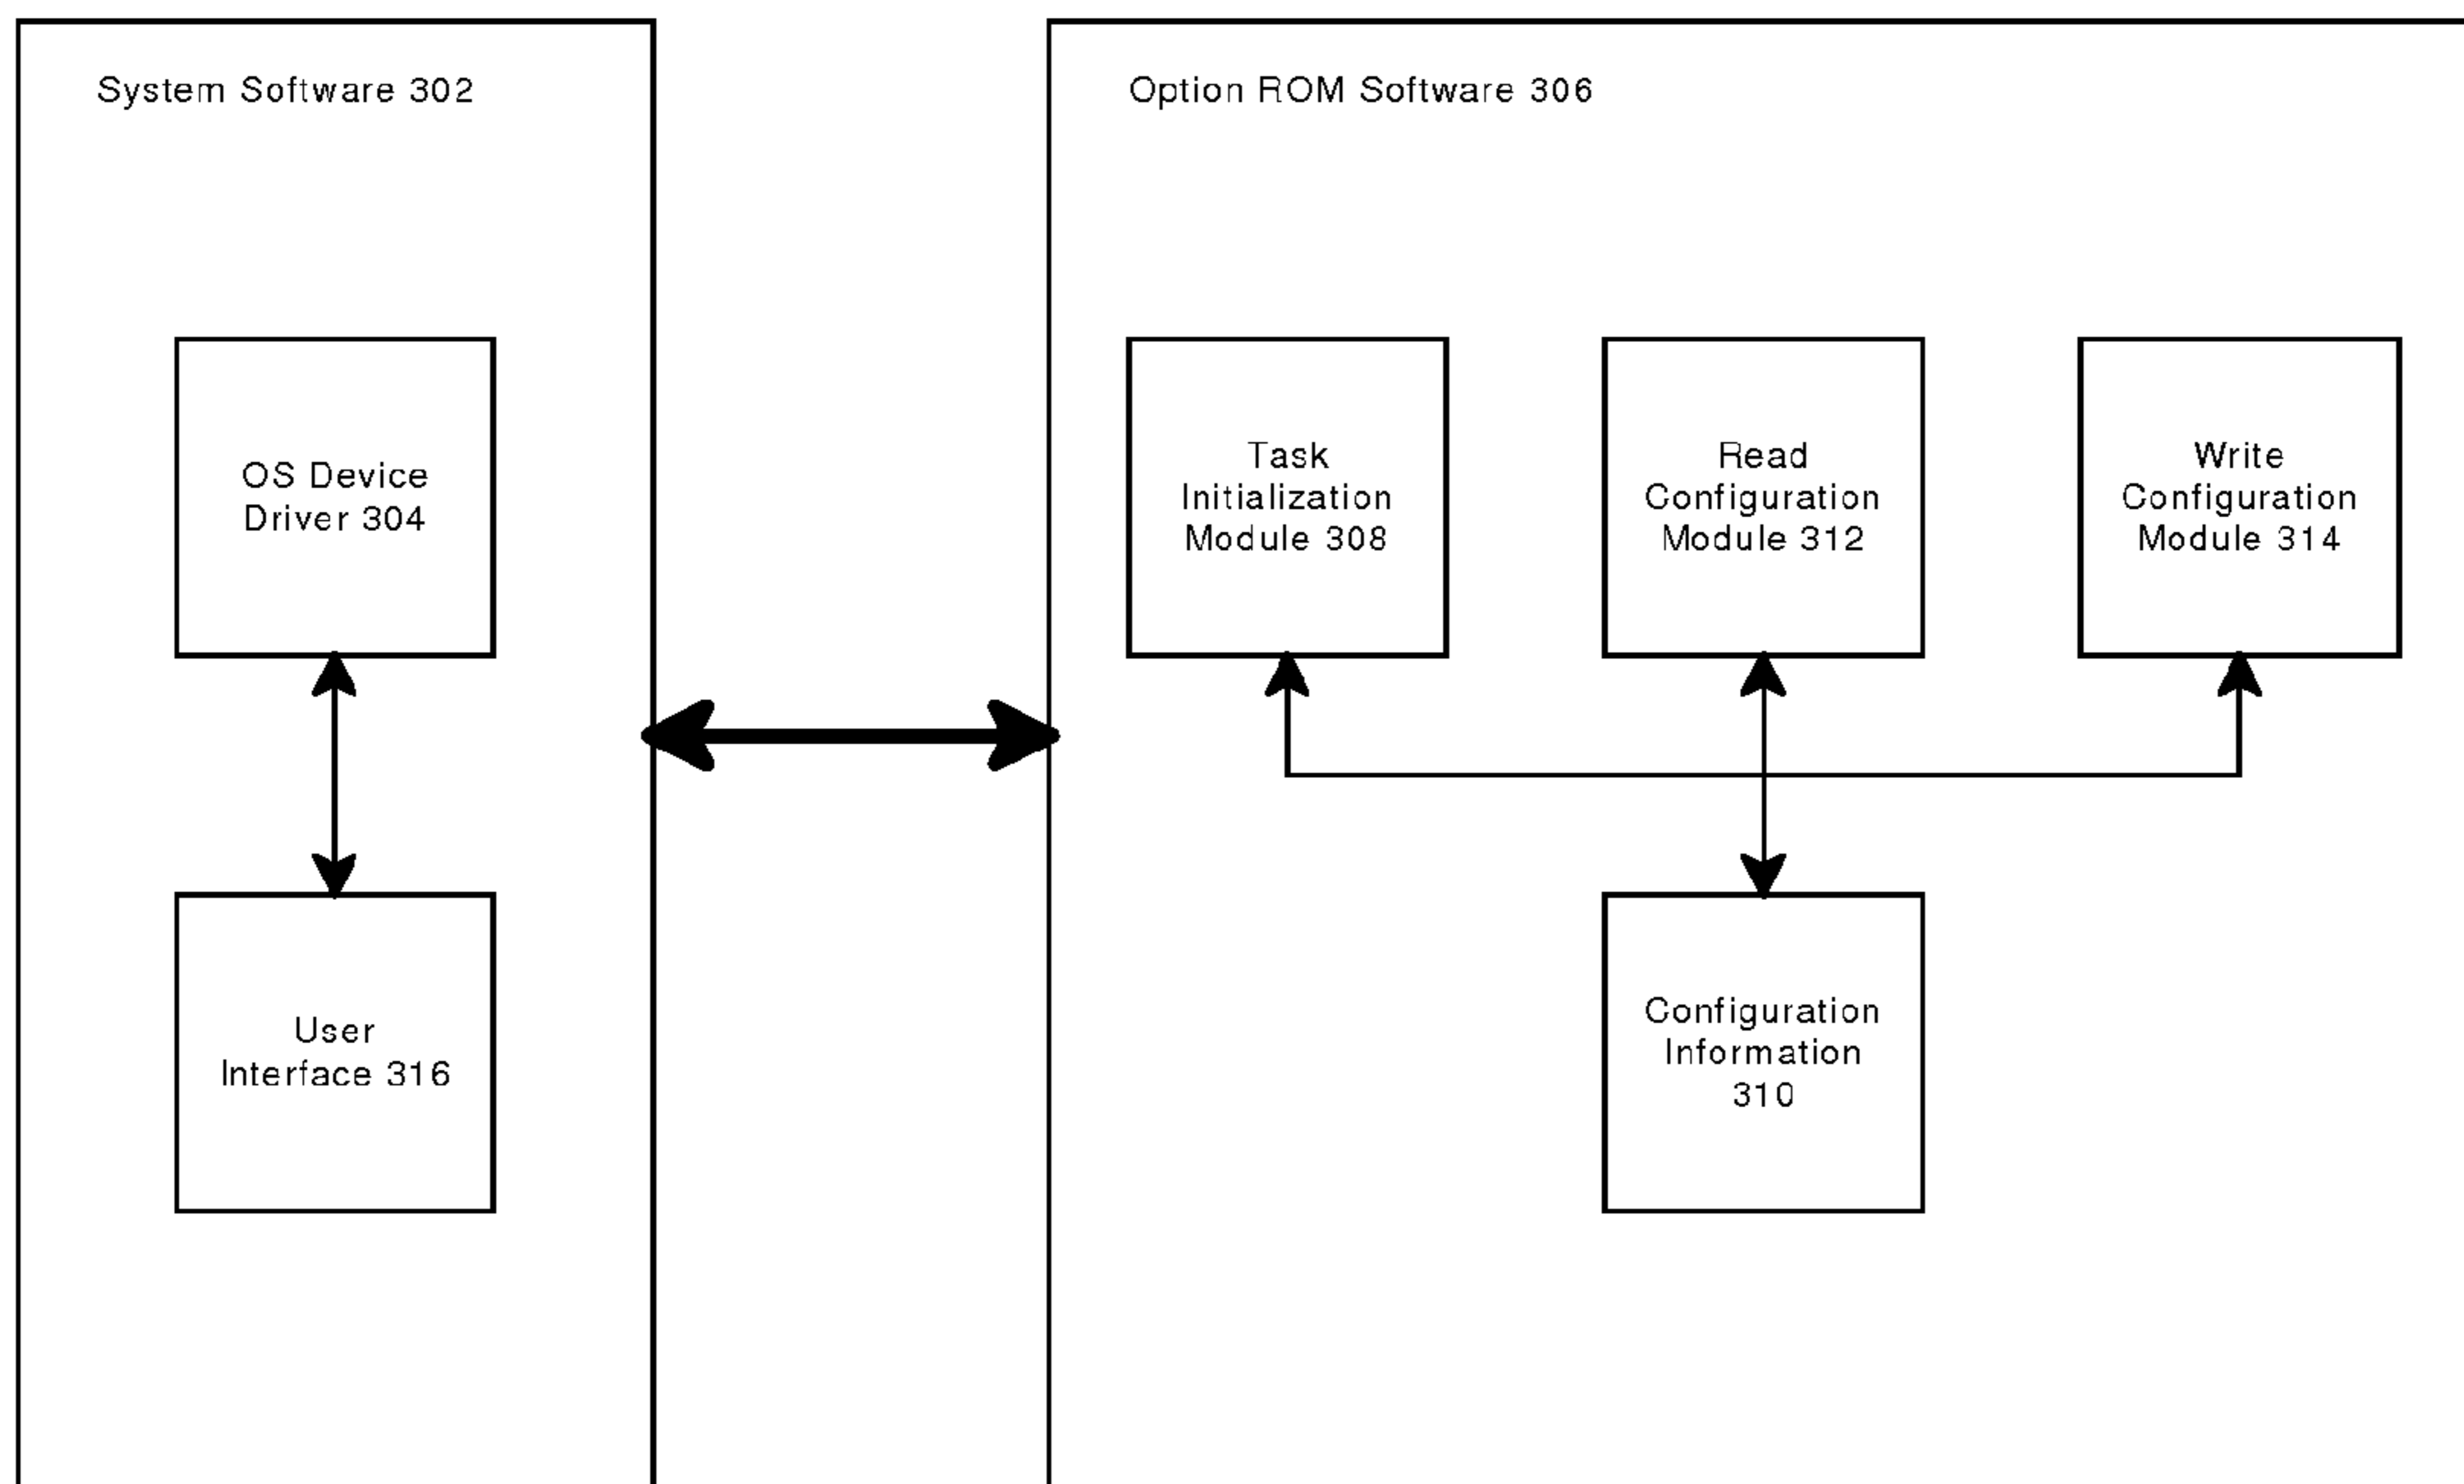 System Software 302
Option ROM Software 306
OS Device
Driver 304
Task
Initialization
Module 308
Read
Configuration
Module 312
Write
Configuration
Module 314
User
Interface 316
Configuration
Information
310